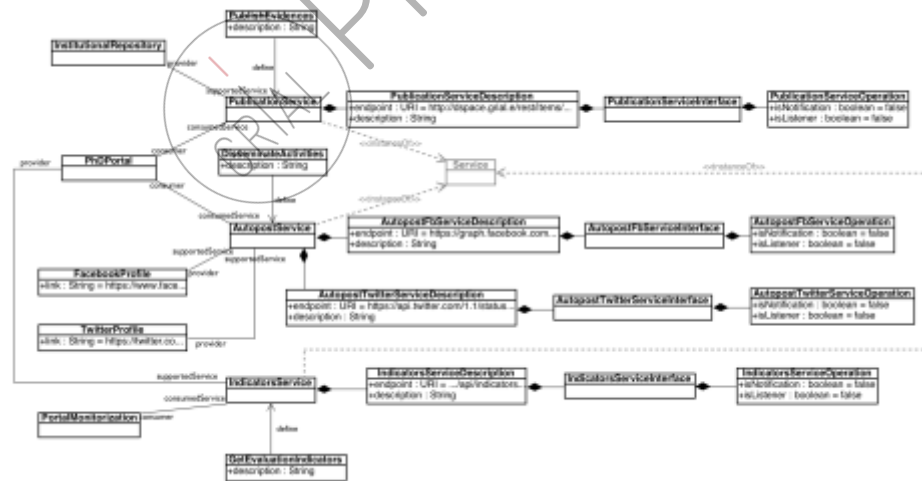 PublishEvidences
+description : String
InstitutionalRepository
provider
define
supportedService
PublicationService
consumedService
PublicationServiceDescription
+endpoint : URI = http://dspace.grial.e/rest/items/...
+description : String
PublicationServiceInterface
PublicationServiceOperation
+isNotification : boolean = false
+isListener : boolean = false
GRIAL
<<instanceOf>>
provider
PhDPortal
consumer
consumer
DisseminateActivities
+description : String
Service
<<instanceOf>>
<<instanceOf>>
define
consumedService
AutopostService
supportedService
supportedService
AutopostFbServiceDescription
+endpoint : URI = https://graph.facebook.com...
+description : String
AutopostFbServiceInterface
AutopostFbServiceOperation
+isNotification : boolean = false
+isListener : boolean = false
FacebookProfile
+link : String = https://www.face...
provider
AutopostTwitterServiceDescription
+endpoint : URI = https://api.twitter.com/1.1/status...
+description : String
AutopostTwitterServiceInterface
AutopostTwitterServiceOperation
+isNotification : boolean = false
+isListener : boolean = false
TwitterProfile
+link : String = https://twitter.co...
provider
supportedService
IndicatorsService
consumedService
IndicatorsServiceDescription
+endpoint : URI = .../api/indicators...
+description : String
IndicatorsServiceInterface
IndicatorsServiceOperation
+isNotification : boolean = false
+isListener : boolean = false
PortalMonitorization
consumer
define
GetEvaluationIndicators
+description : String